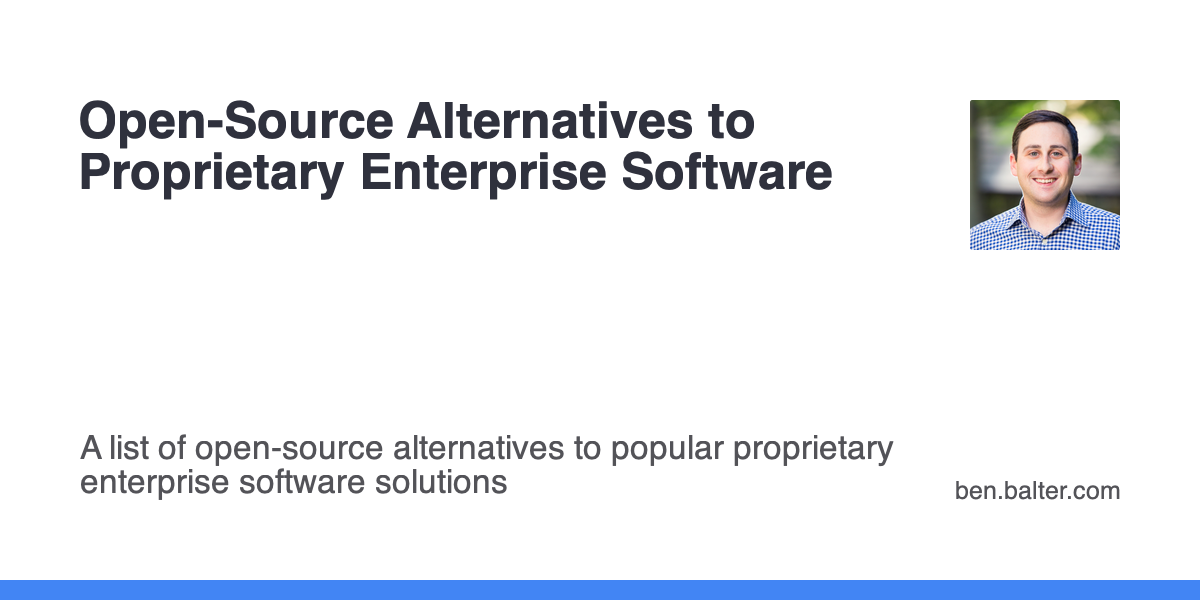 Open-Source Alternatives to
Proprietary Enterprise Software
A list of open-source alternatives to popular proprietary
enterprise software solutions
ben.balter.com